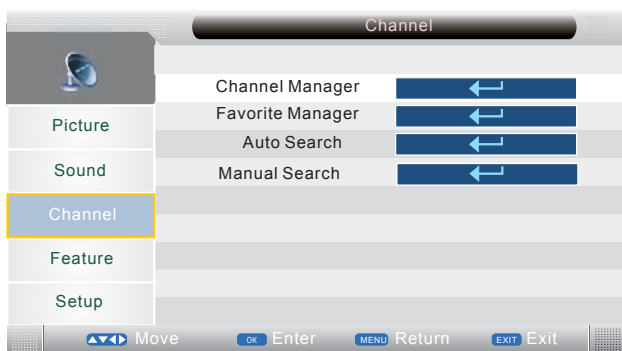 Channel
Channel Manager
Favorite Manager
Auto Search
Manual Search
Picture
Sound
Channel
Feature
Setup
Move OK Enter MENU Return EXIT Exit